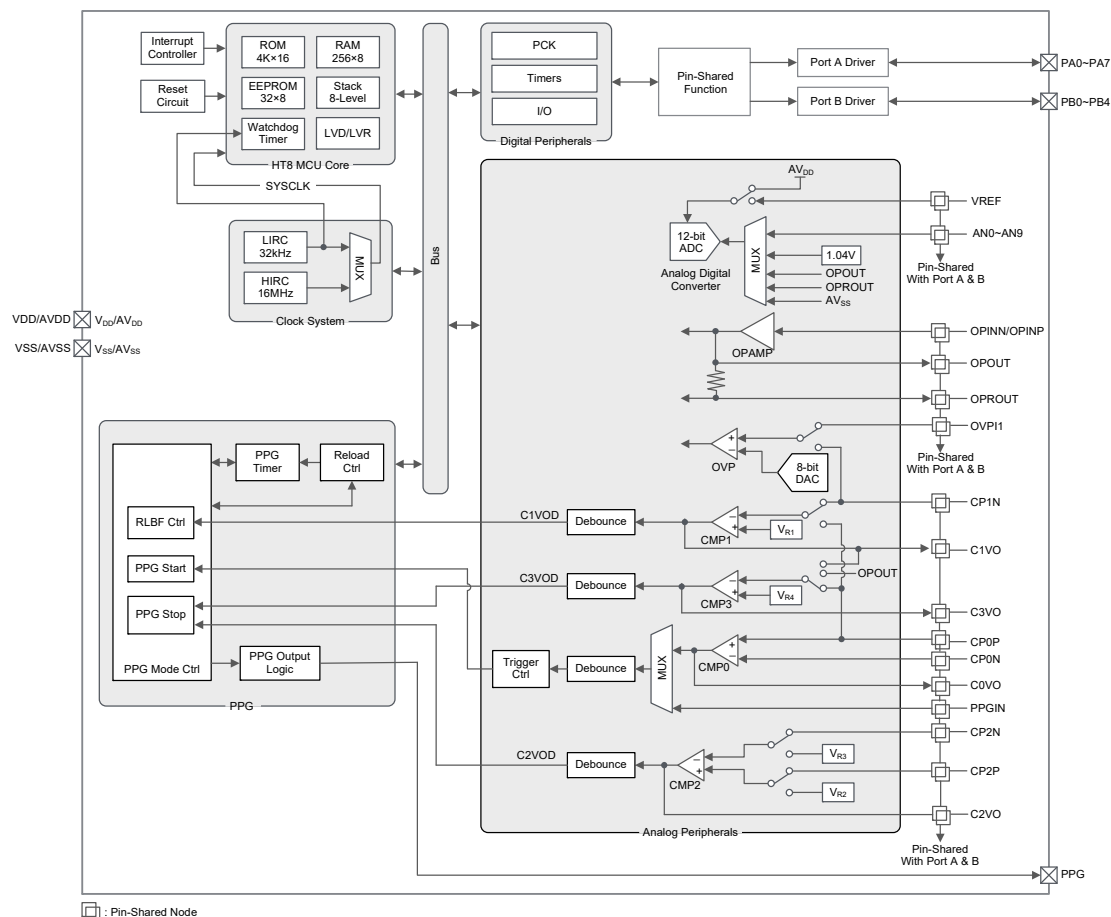 Interrupt
Controller
Reset
Circuit
ROM
4K×16
RAM
256×8
EEPROM
32×8
Stack
8-Level
Watchdog
Timer
LVD/LVR
HT8 MCU Core
SYSCLK
LIRC
32kHz
HIRC
16MHz
MUX
Clock System
Bus
PCK
Timers
I/O
Digital Peripherals
Pin-Shared
Function
Port A Driver
Port B Driver
PA0~PA7
PB0~PB4
VDD/AVDD
VDD/AVDD
VSS/AVSS
VSS/AVSS
AVDD
VREF
12-bit
ADC
Analog Digital
Converter
MUX
AN0~AN9
1.04V
OPOUT
OPROUT
AVSS
Pin-Shared
With Port A & B
OPAMP
OPINN/OPINP
OPOUT
OPROUT
OVP
+
−
8-bit
DAC
OVPI1
Pin-Shared
With Port A & B
PPG
Timer
Reload
Ctrl
RLBF Ctrl
PPG Start
PPG Stop
PPG Mode Ctrl
PPG Output
Logic
PPG
C1VOD
Debounce
CMP1
−
+
VR1
CP1N
C1VO
C3VOD
Debounce
CMP3
−
+
VR4
OPOUT
C3VO
Trigger
Ctrl
Debounce
MUX
CMP0
+
−
CP0P
CP0N
C0VO
PPGIN
C2VOD
Debounce
CMP2
−
+
VR3
VR2
CP2N
CP2P
C2VO
Analog Peripherals
Pin-Shared
With Port A & B
PPG
: Pin-Shared Node